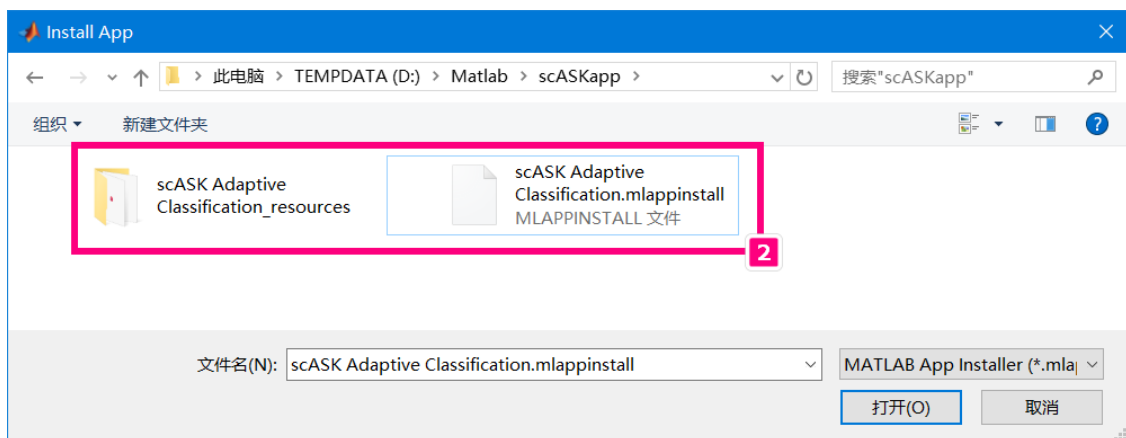 Install App
此电脑 > TEMPDATA (D:) > Matlab > scASKapp >
搜索"scASKapp"
组织
新建文件夹
?
scASK Adaptive
Classification_resources
scASK Adaptive
Classification.mlappinstall
MLAPPINSTALL 文件
2
文件名(N):
scASK Adaptive Classification.mlappinstall
MATLAB App Installer (*.mla
打开(O)
取消